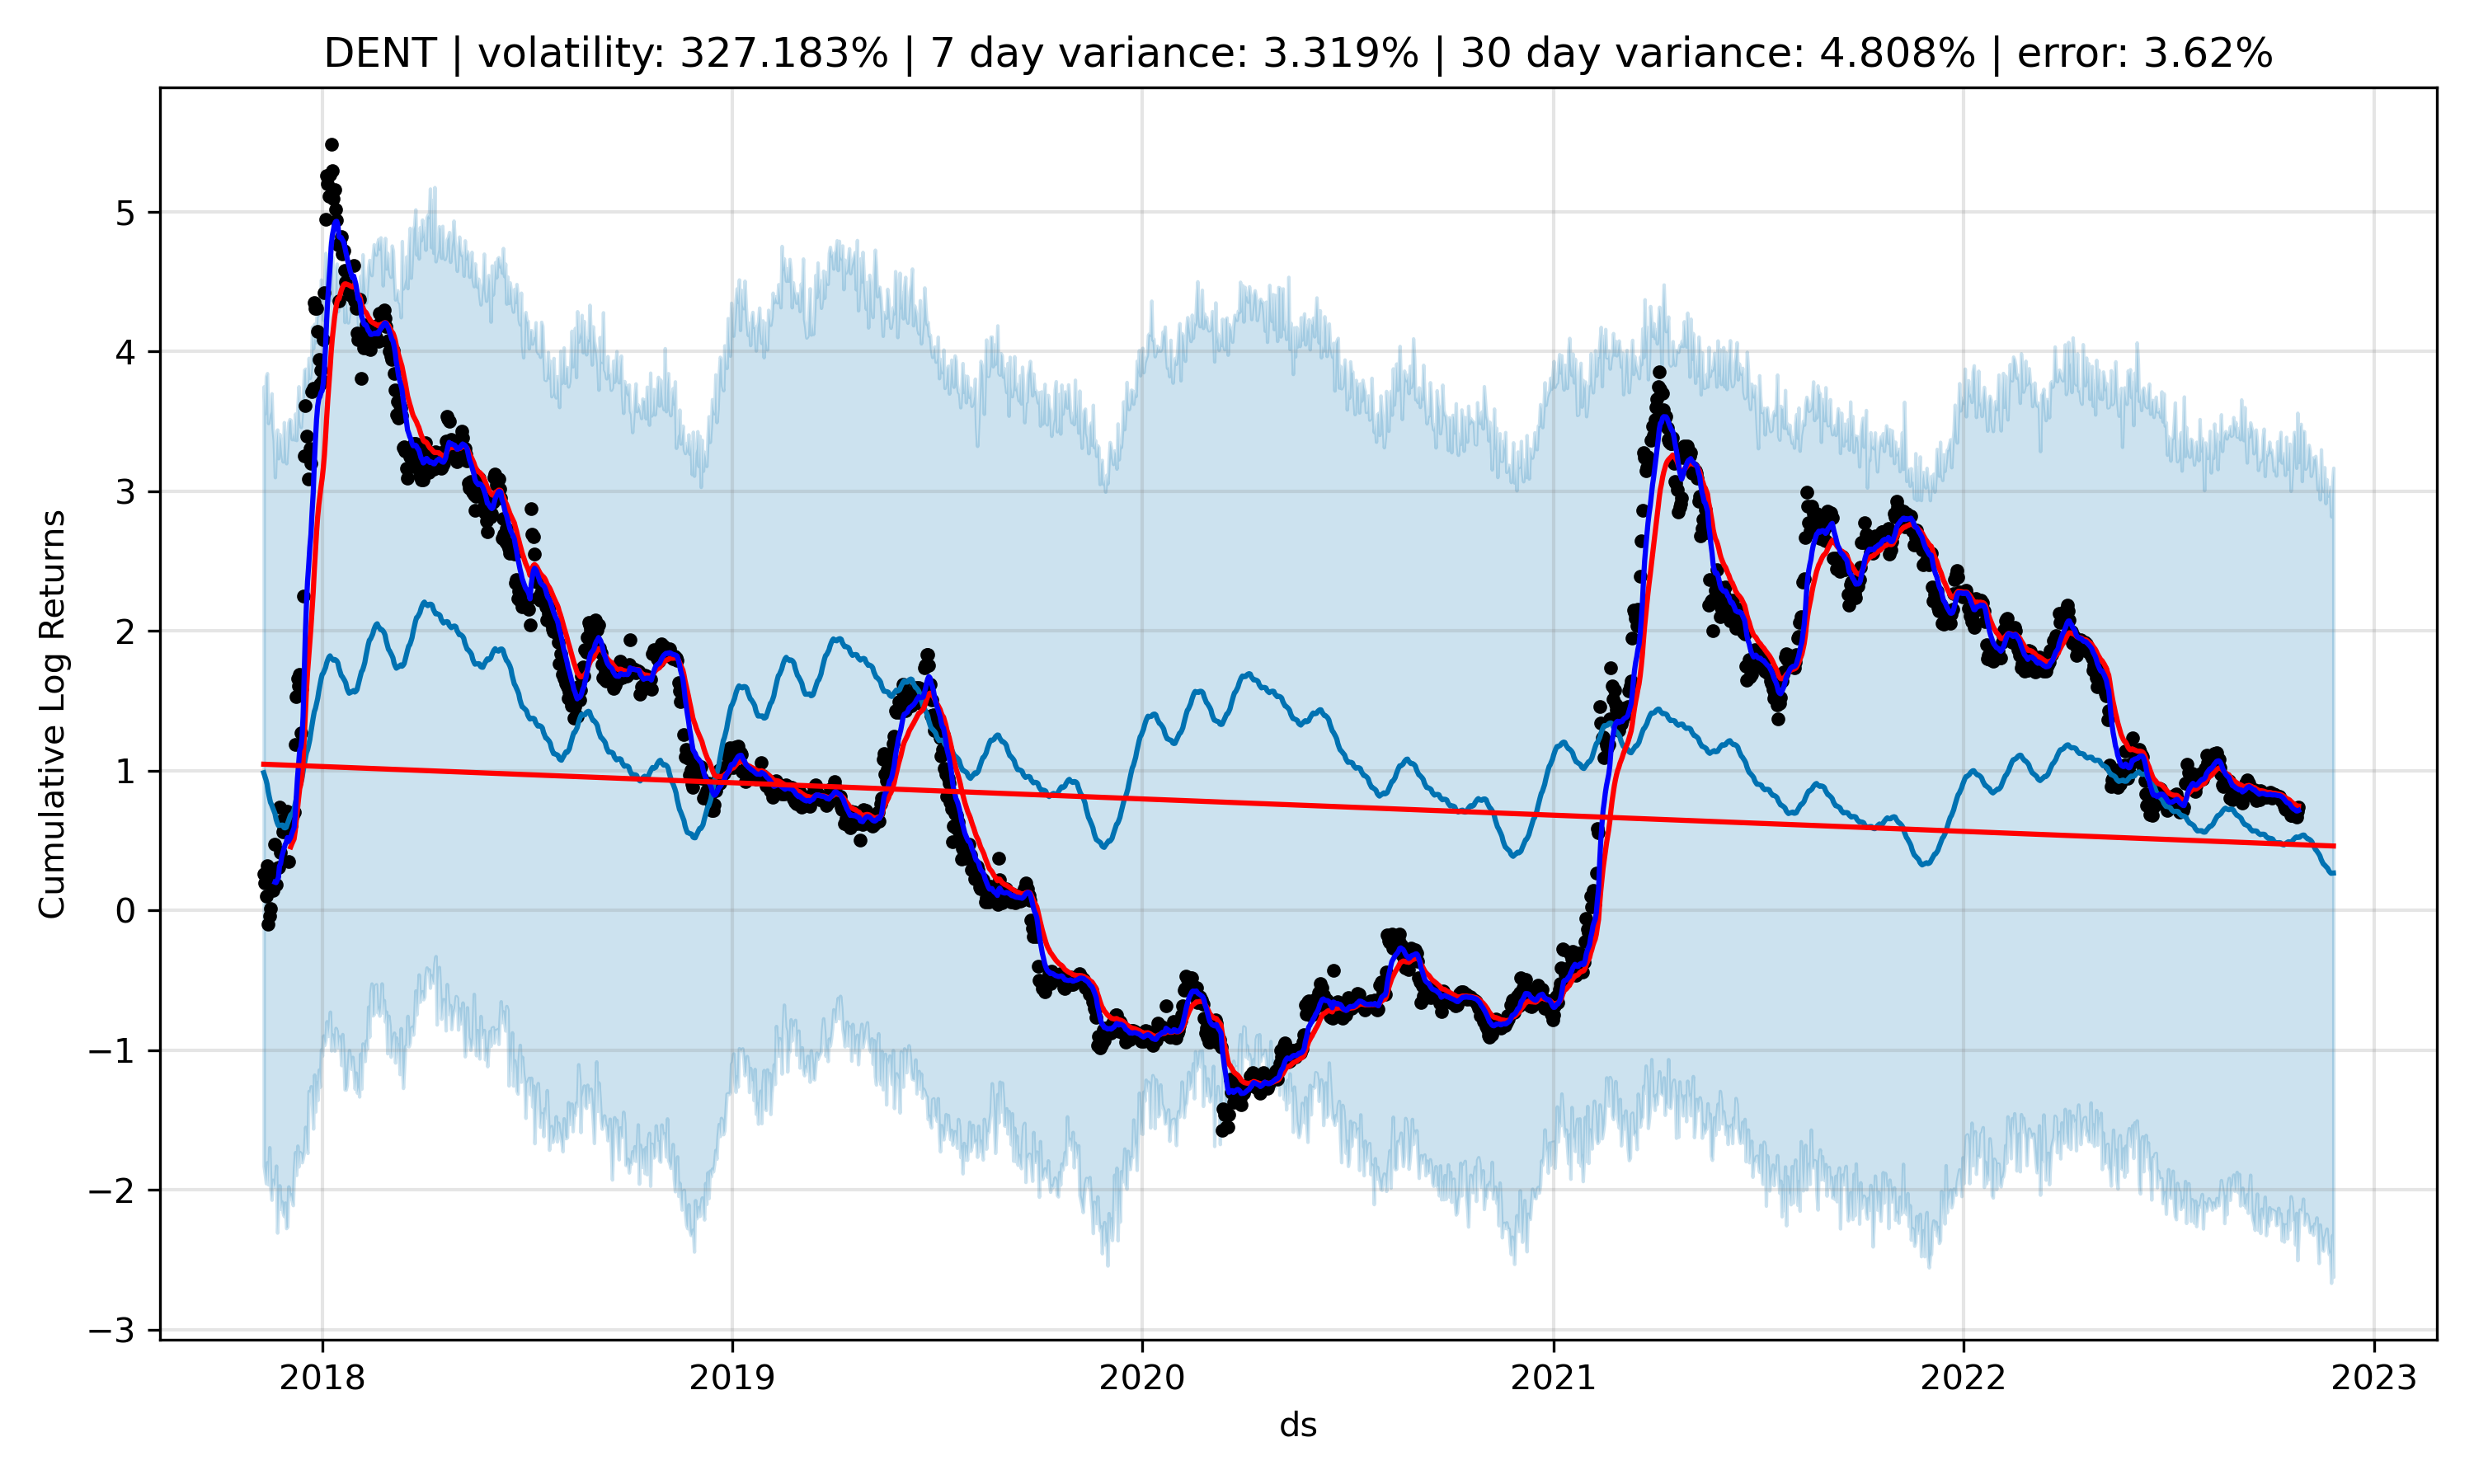 DENT | volatility: 327.183% | 7 day variance: 3.319% | 30 day variance: 4.808% | error: 3.62%
Cumulative Log Returns
5
4
3
2
1
0
−1
−2
−3
2018 2019 2020 2021 2022 2023
ds